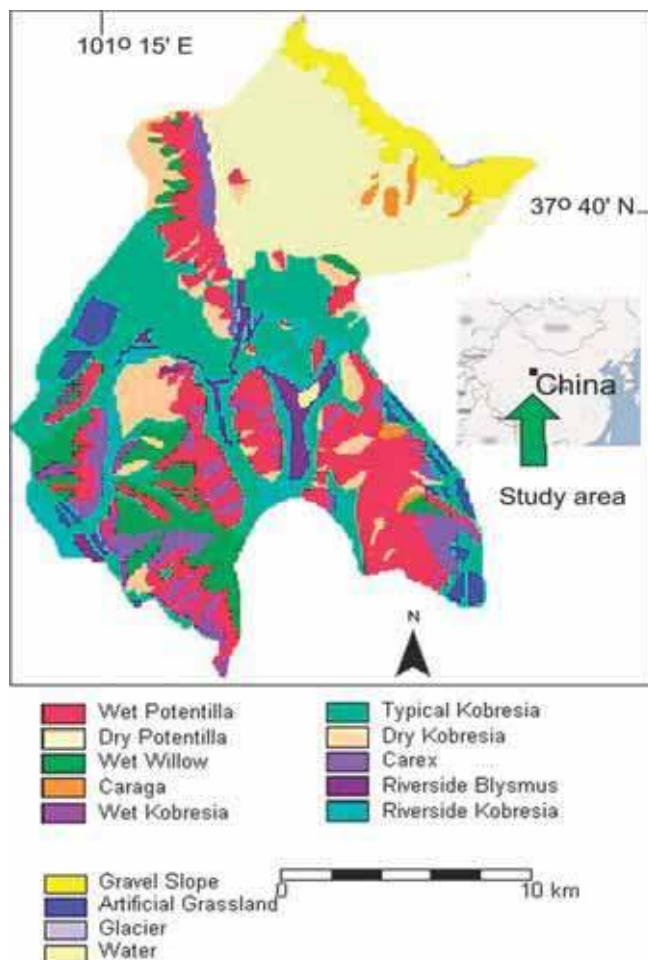 101º 15' E
37º 40' N
China
Study area
N
Wet Potentilla
Dry Potentilla
Wet Willow
Caraga
Wet Kobresia
Typical Kobresia
Dry Kobresia
Carex
Riverside Blysmus
Riverside Kobresia
Gravel Slope
Artificial Grassland
Glacier
Water
0 10 km